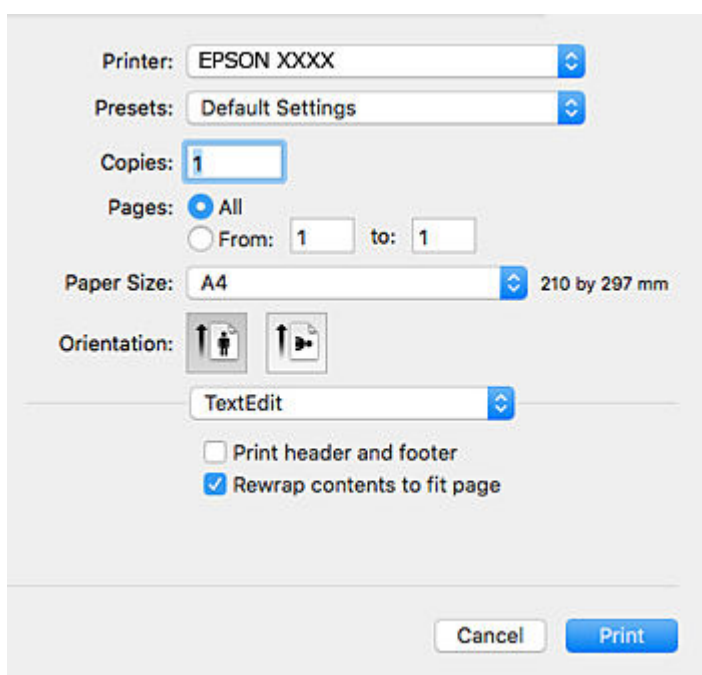 Printer: EPSON XXXX
Presets: Default Settings
Copies: 1
Pages: All
From: 1 to: 1
Paper Size: A4 210 by 297 mm
Orientation:
TextEdit
Print header and footer
Rewrap contents to fit page
Cancel Print